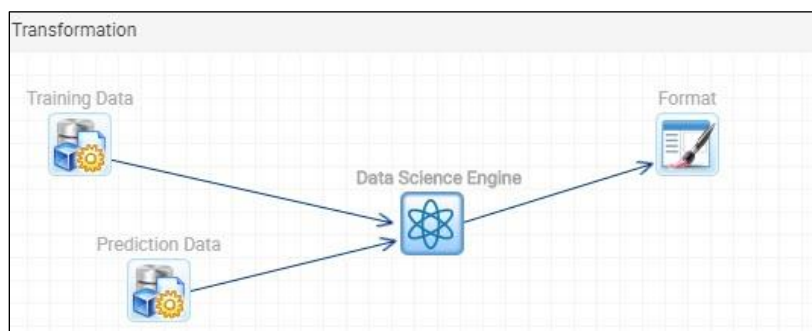 Transformation
Training Data
Format
Data Science Engine
Prediction Data